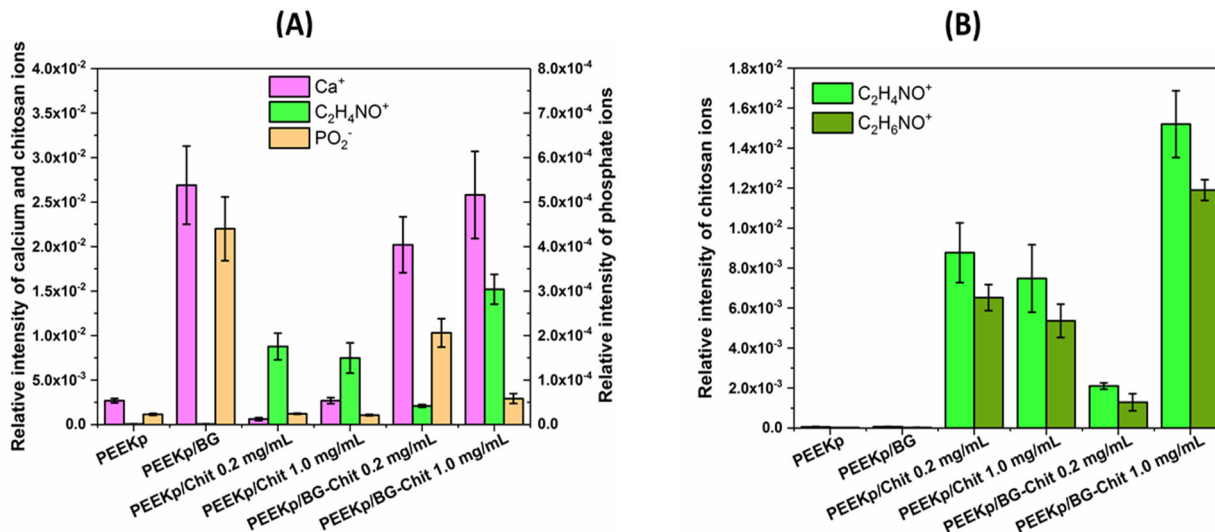 (A)
Relative intensity of calcium and chitosan ions
4.0x10⁻²
3.5x10⁻²
3.0x10⁻²
2.5x10⁻²
2.0x10⁻²
1.5x10⁻²
1.0x10⁻²
5.0x10⁻³
0.0
Ca⁺
C₂H₄NO⁺
PO₂⁻
8.0x10⁻⁴
7.0x10⁻⁴
6.0x10⁻⁴
5.0x10⁻⁴
4.0x10⁻⁴
3.0x10⁻⁴
2.0x10⁻⁴
1.0x10⁻⁴
0.0
Relative intensity of phosphate ions
PEEKp
PEEKp/BG
PEEKp/Chit 0.2 mg/mL
PEEKp/Chit 1.0 mg/mL
PEEKp/BG-Chit 0.2 mg/mL
PEEKp/BG-Chit 1.0 mg/mL
(B)
Relative intensity of chitosan ions
1.8x10⁻²
1.6x10⁻²
1.4x10⁻²
1.2x10⁻²
1.0x10⁻²
8.0x10⁻³
6.0x10⁻³
4.0x10⁻³
2.0x10⁻³
0.0
C₂H₄NO⁺
C₂H₆NO⁺
PEEKp
PEEKp/BG
PEEKp/Chit 0.2 mg/mL
PEEKp/Chit 1.0 mg/mL
PEEKp/BG-Chit 0.2 mg/mL
PEEKp/BG-Chit 1.0 mg/mL